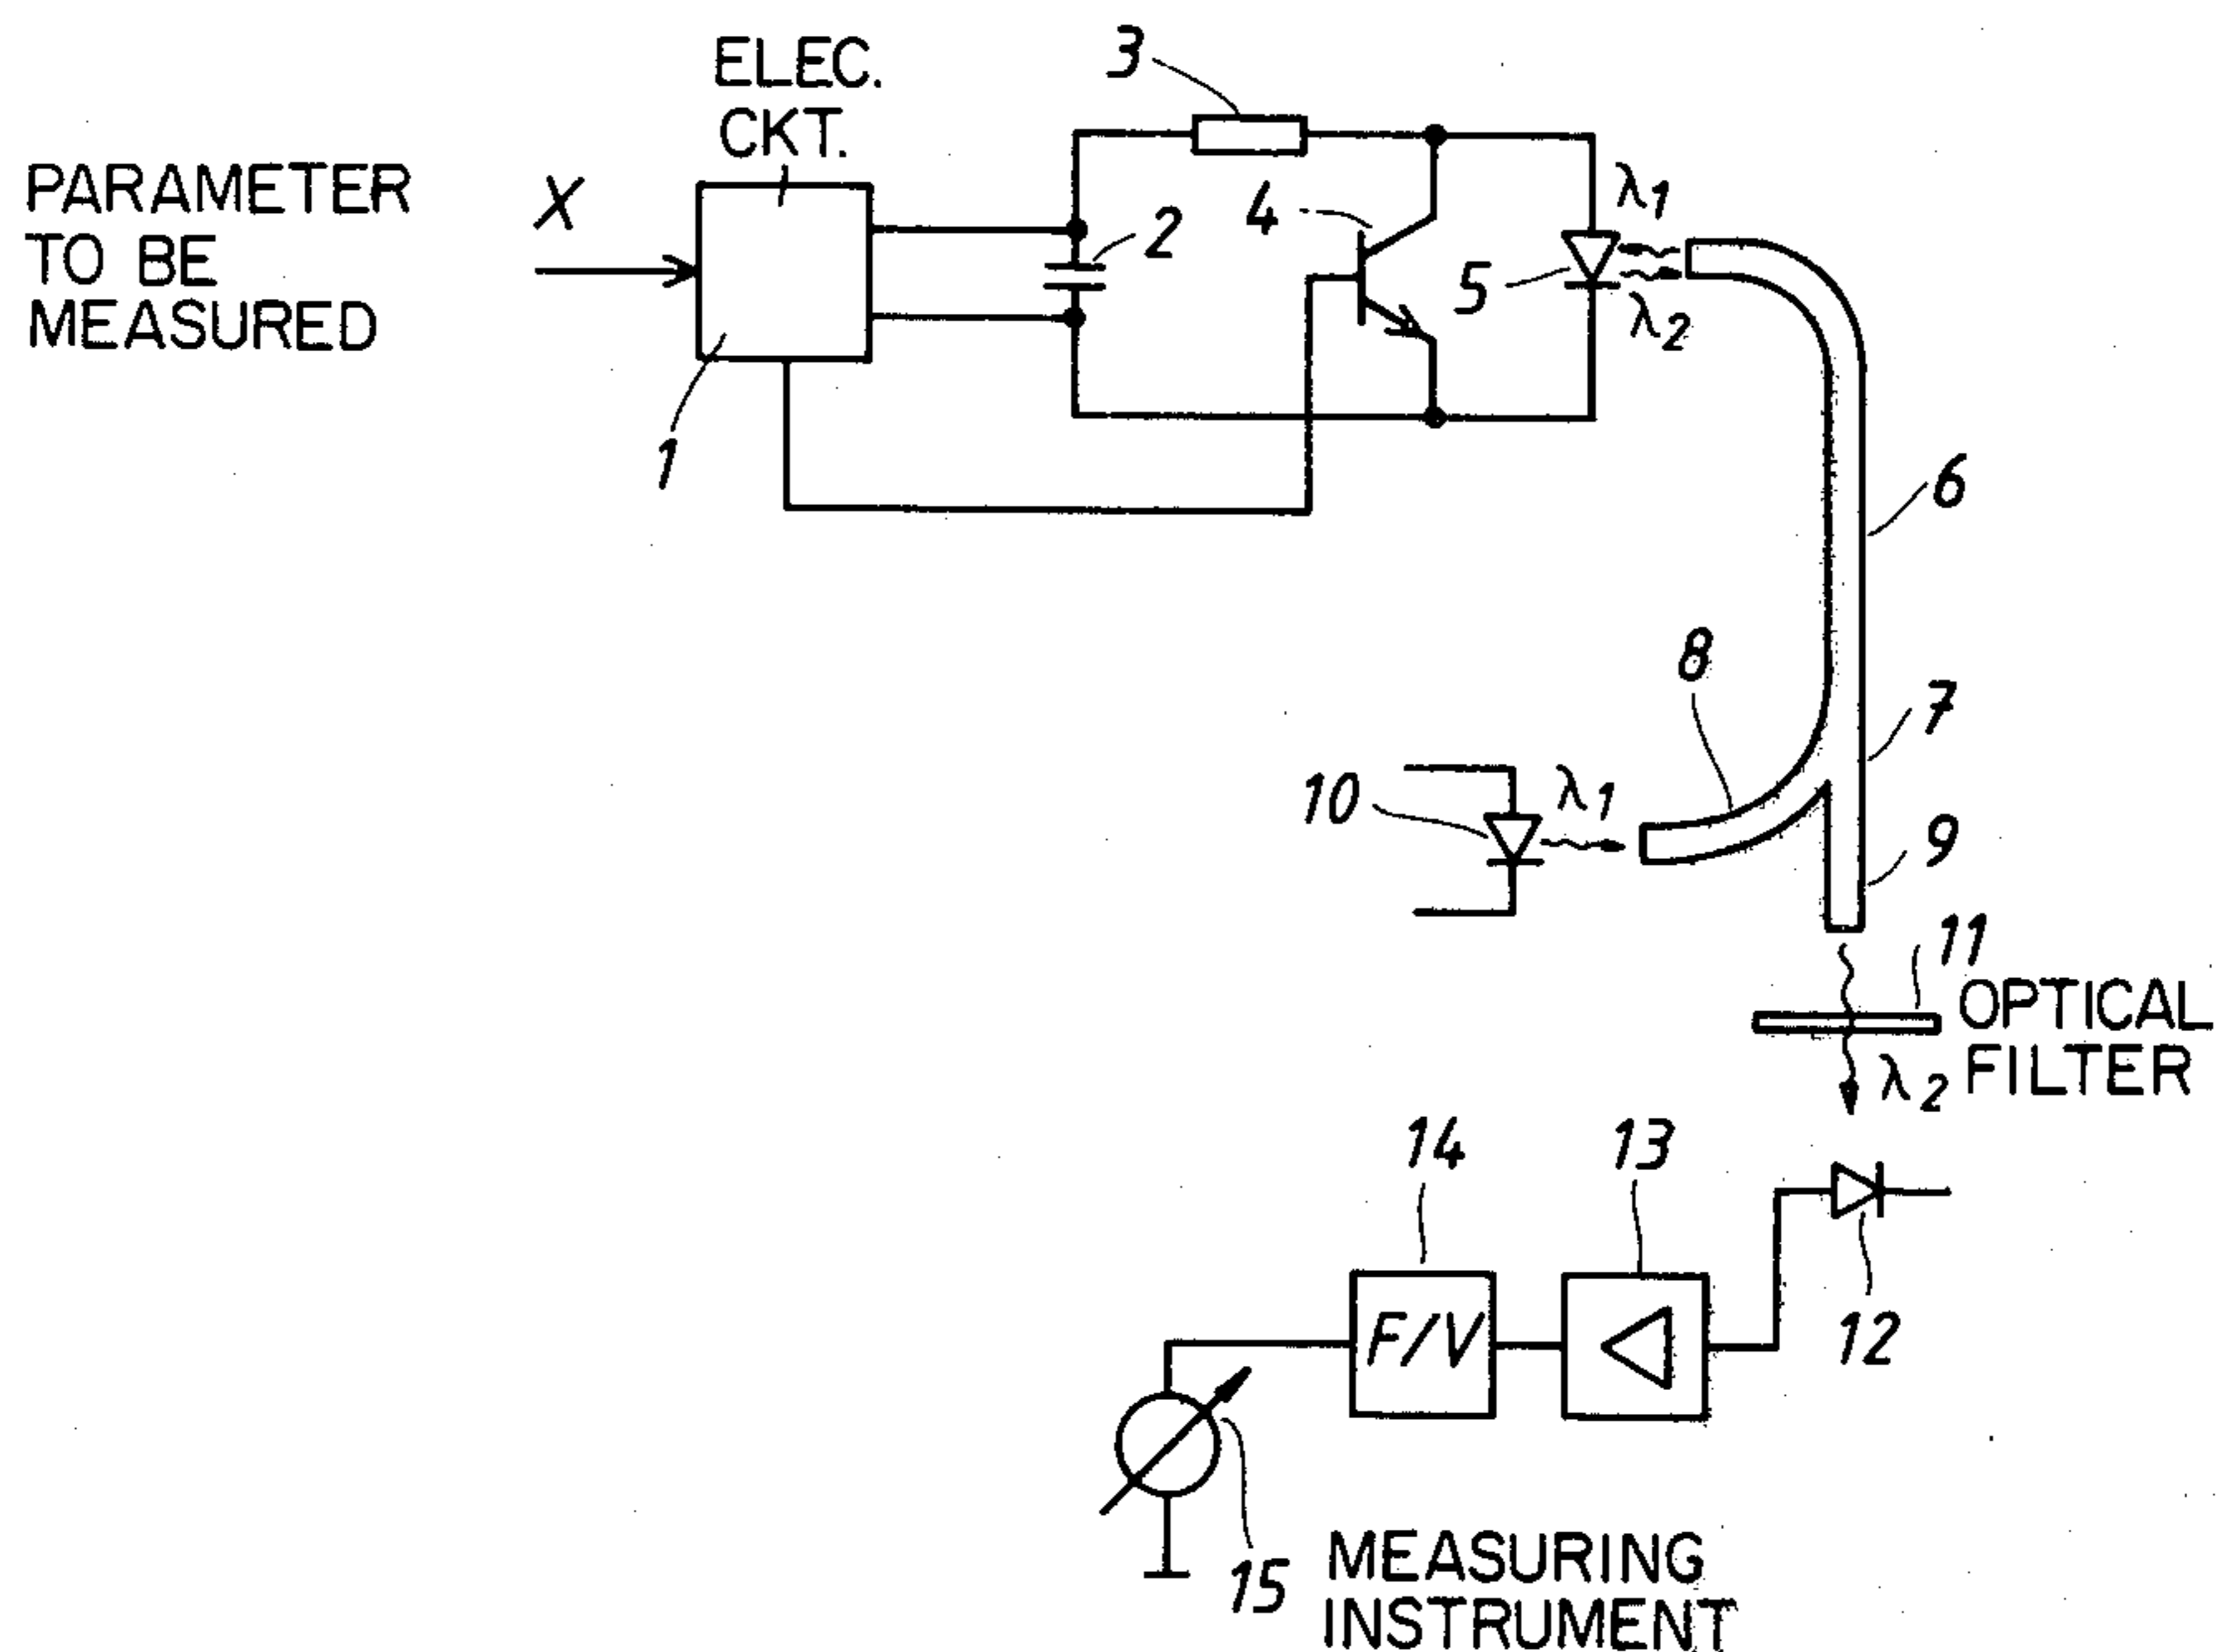 ELEC.
CKT.
3
PARAMETER
TO BE
MEASURED
X
2
4
λ1
5
λ2
1
6
8
7
10
λ1
9
11
OPTICAL
FILTER
λ2
14
13
F/V
12
15
MEASURING
INSTRUMENT